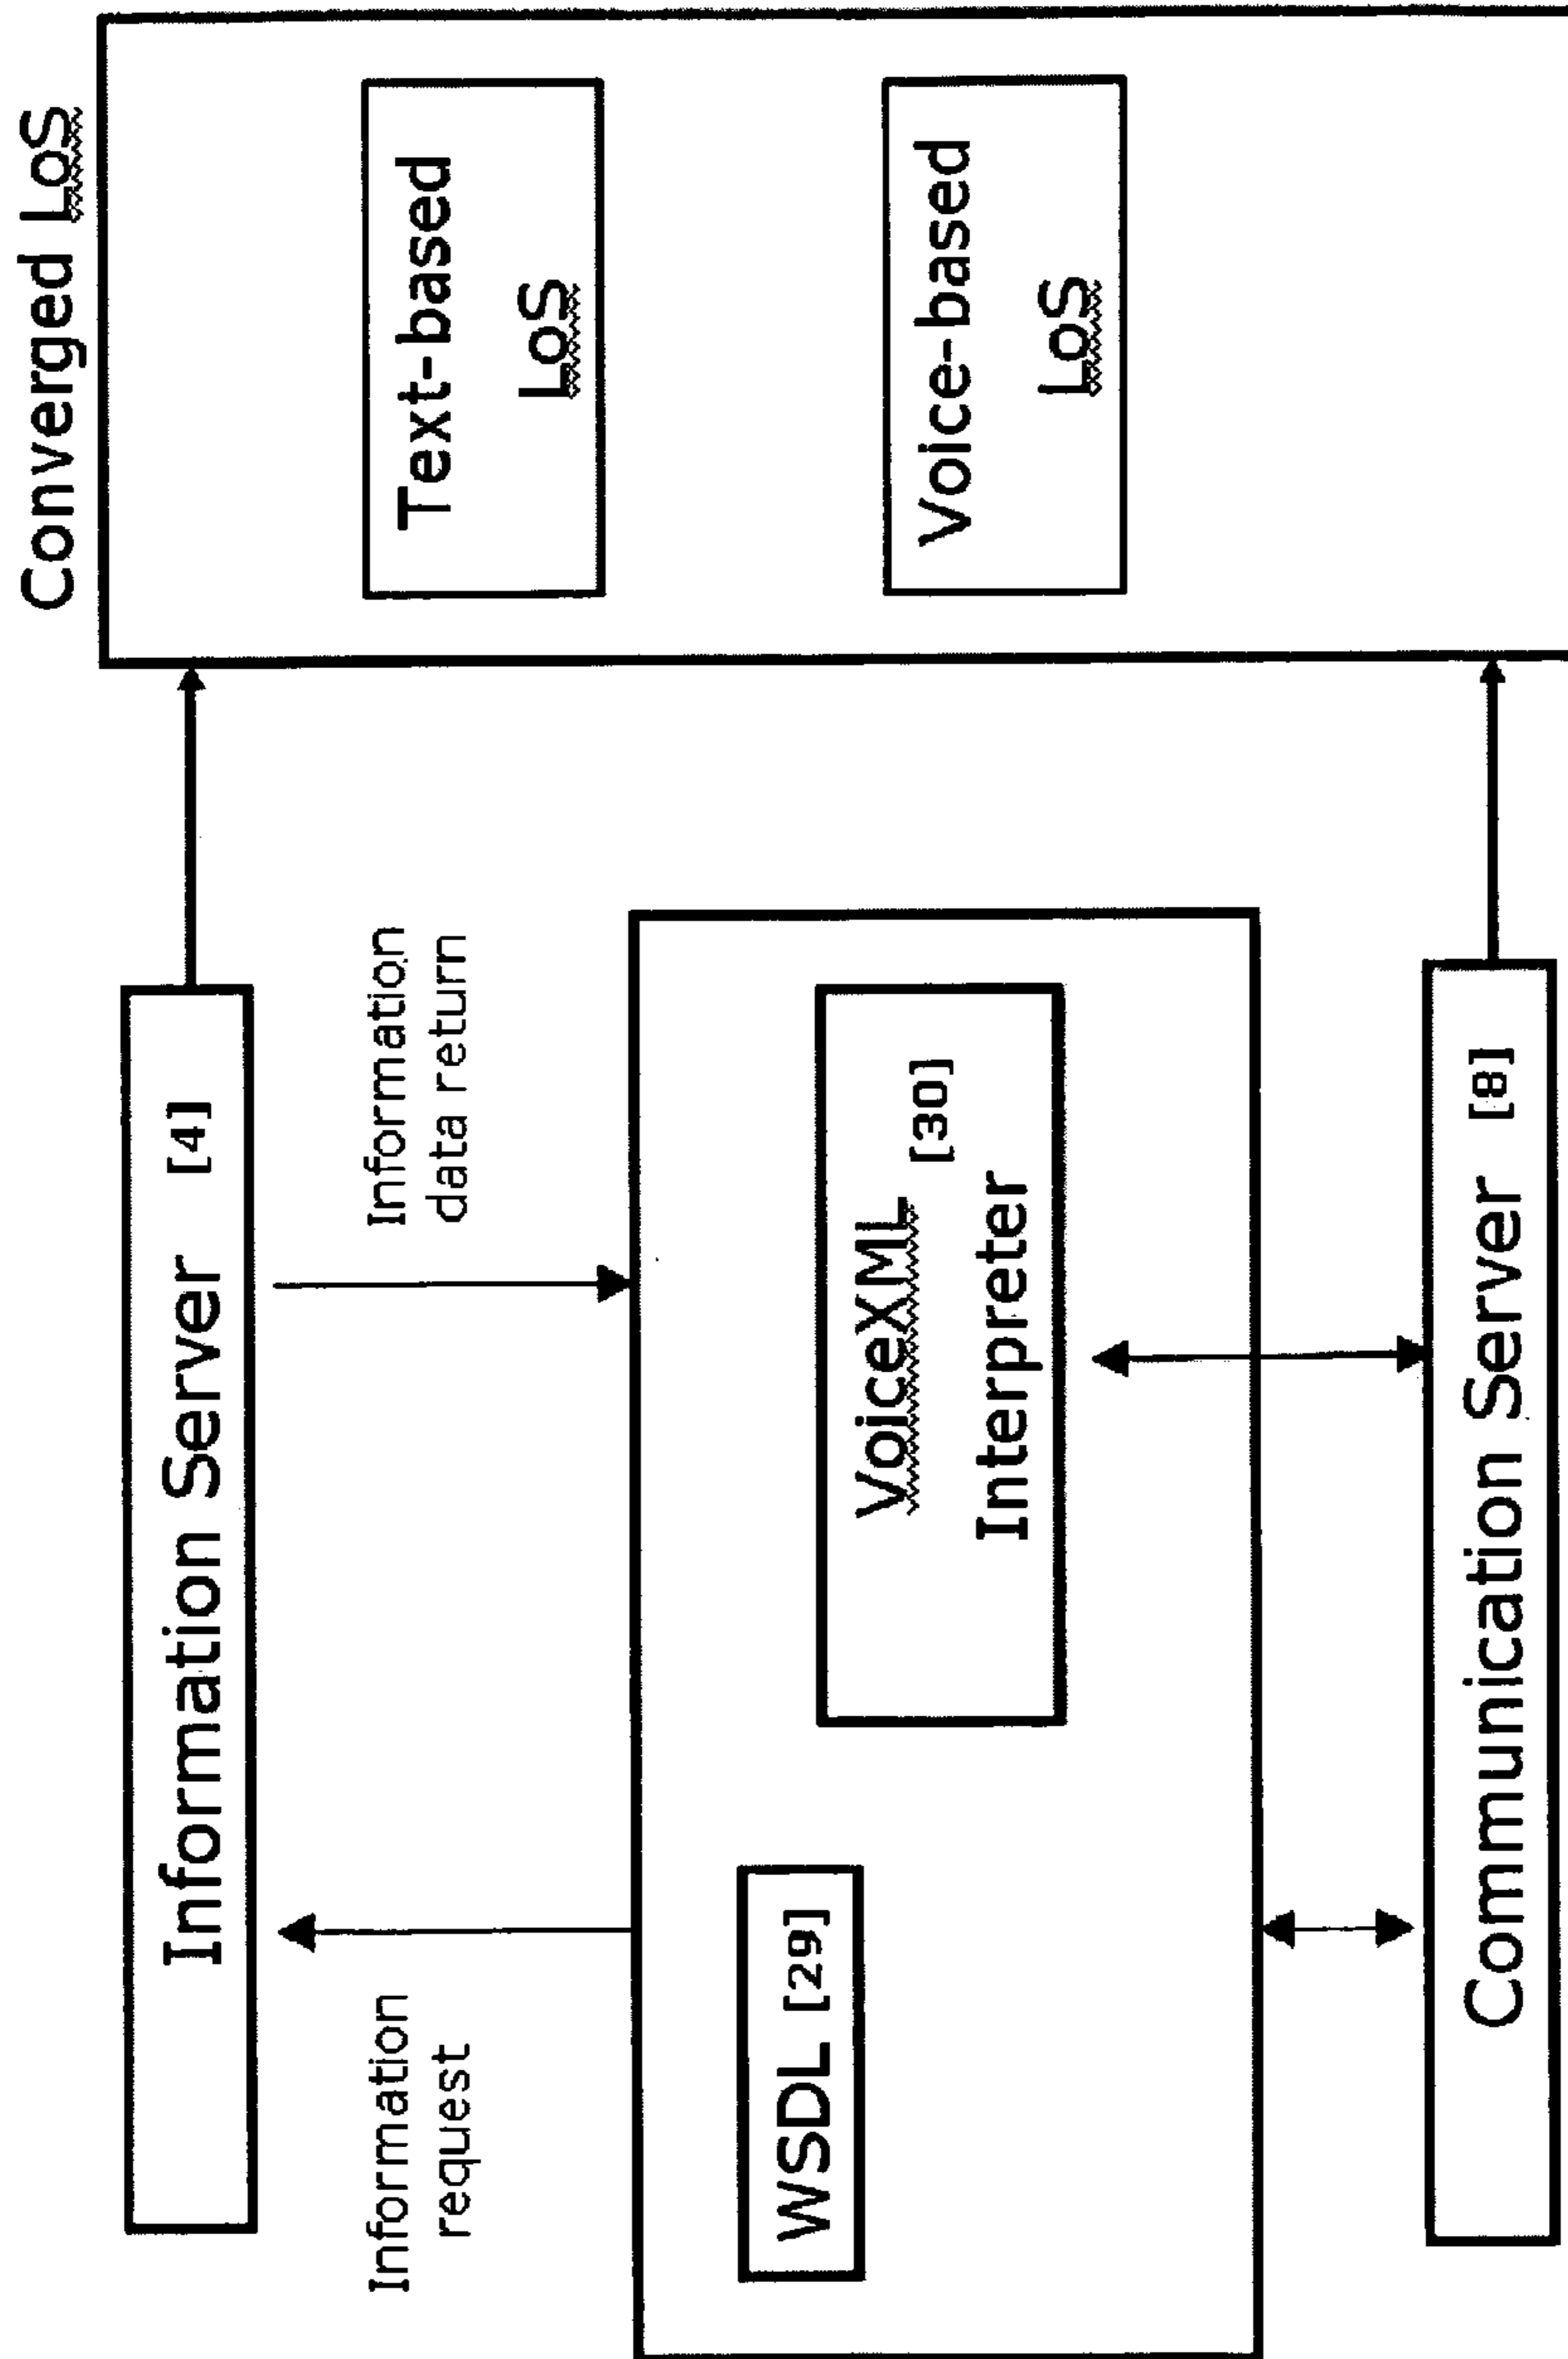 Converged LoS
Information Server [4]
Text-based
LoS
Information
request
Information
data return
WSDL [29]
VoiceXML
[30]
Interpreter
Voice-based
LoS
Communication Server [8]